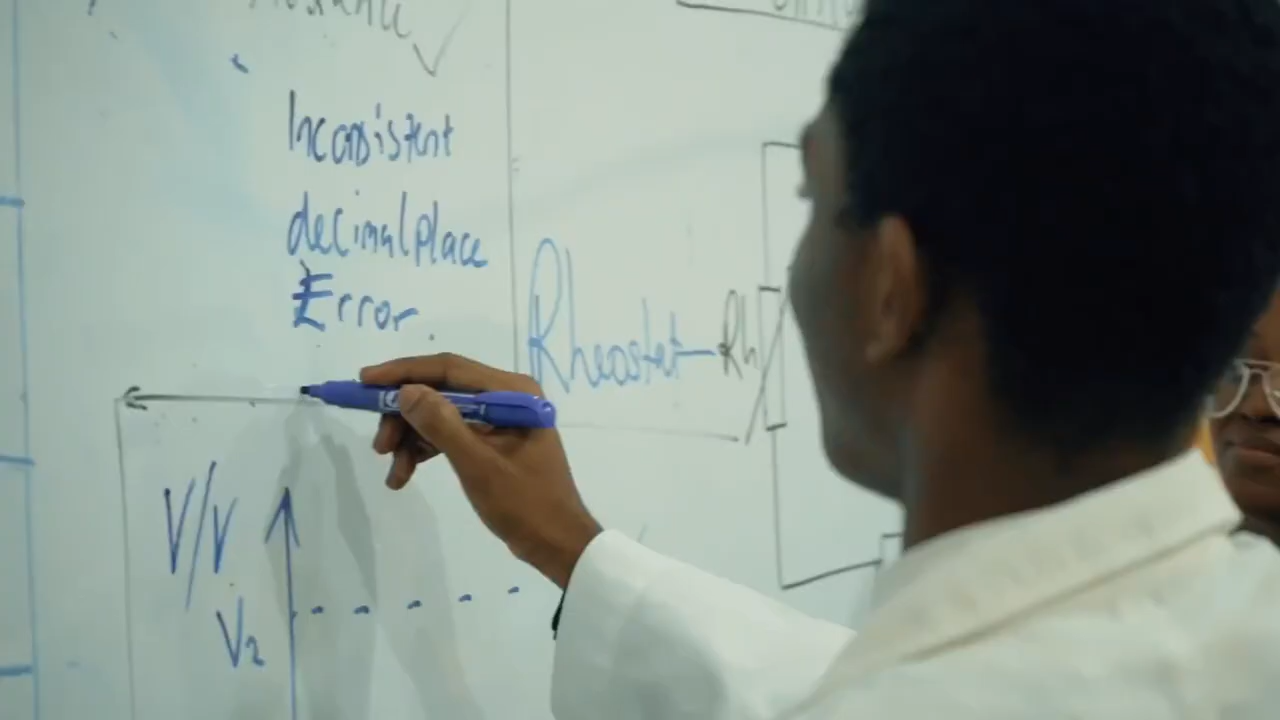 Inconsistent
decimal place
Error.
Rheostat
Rh
V/V
V2